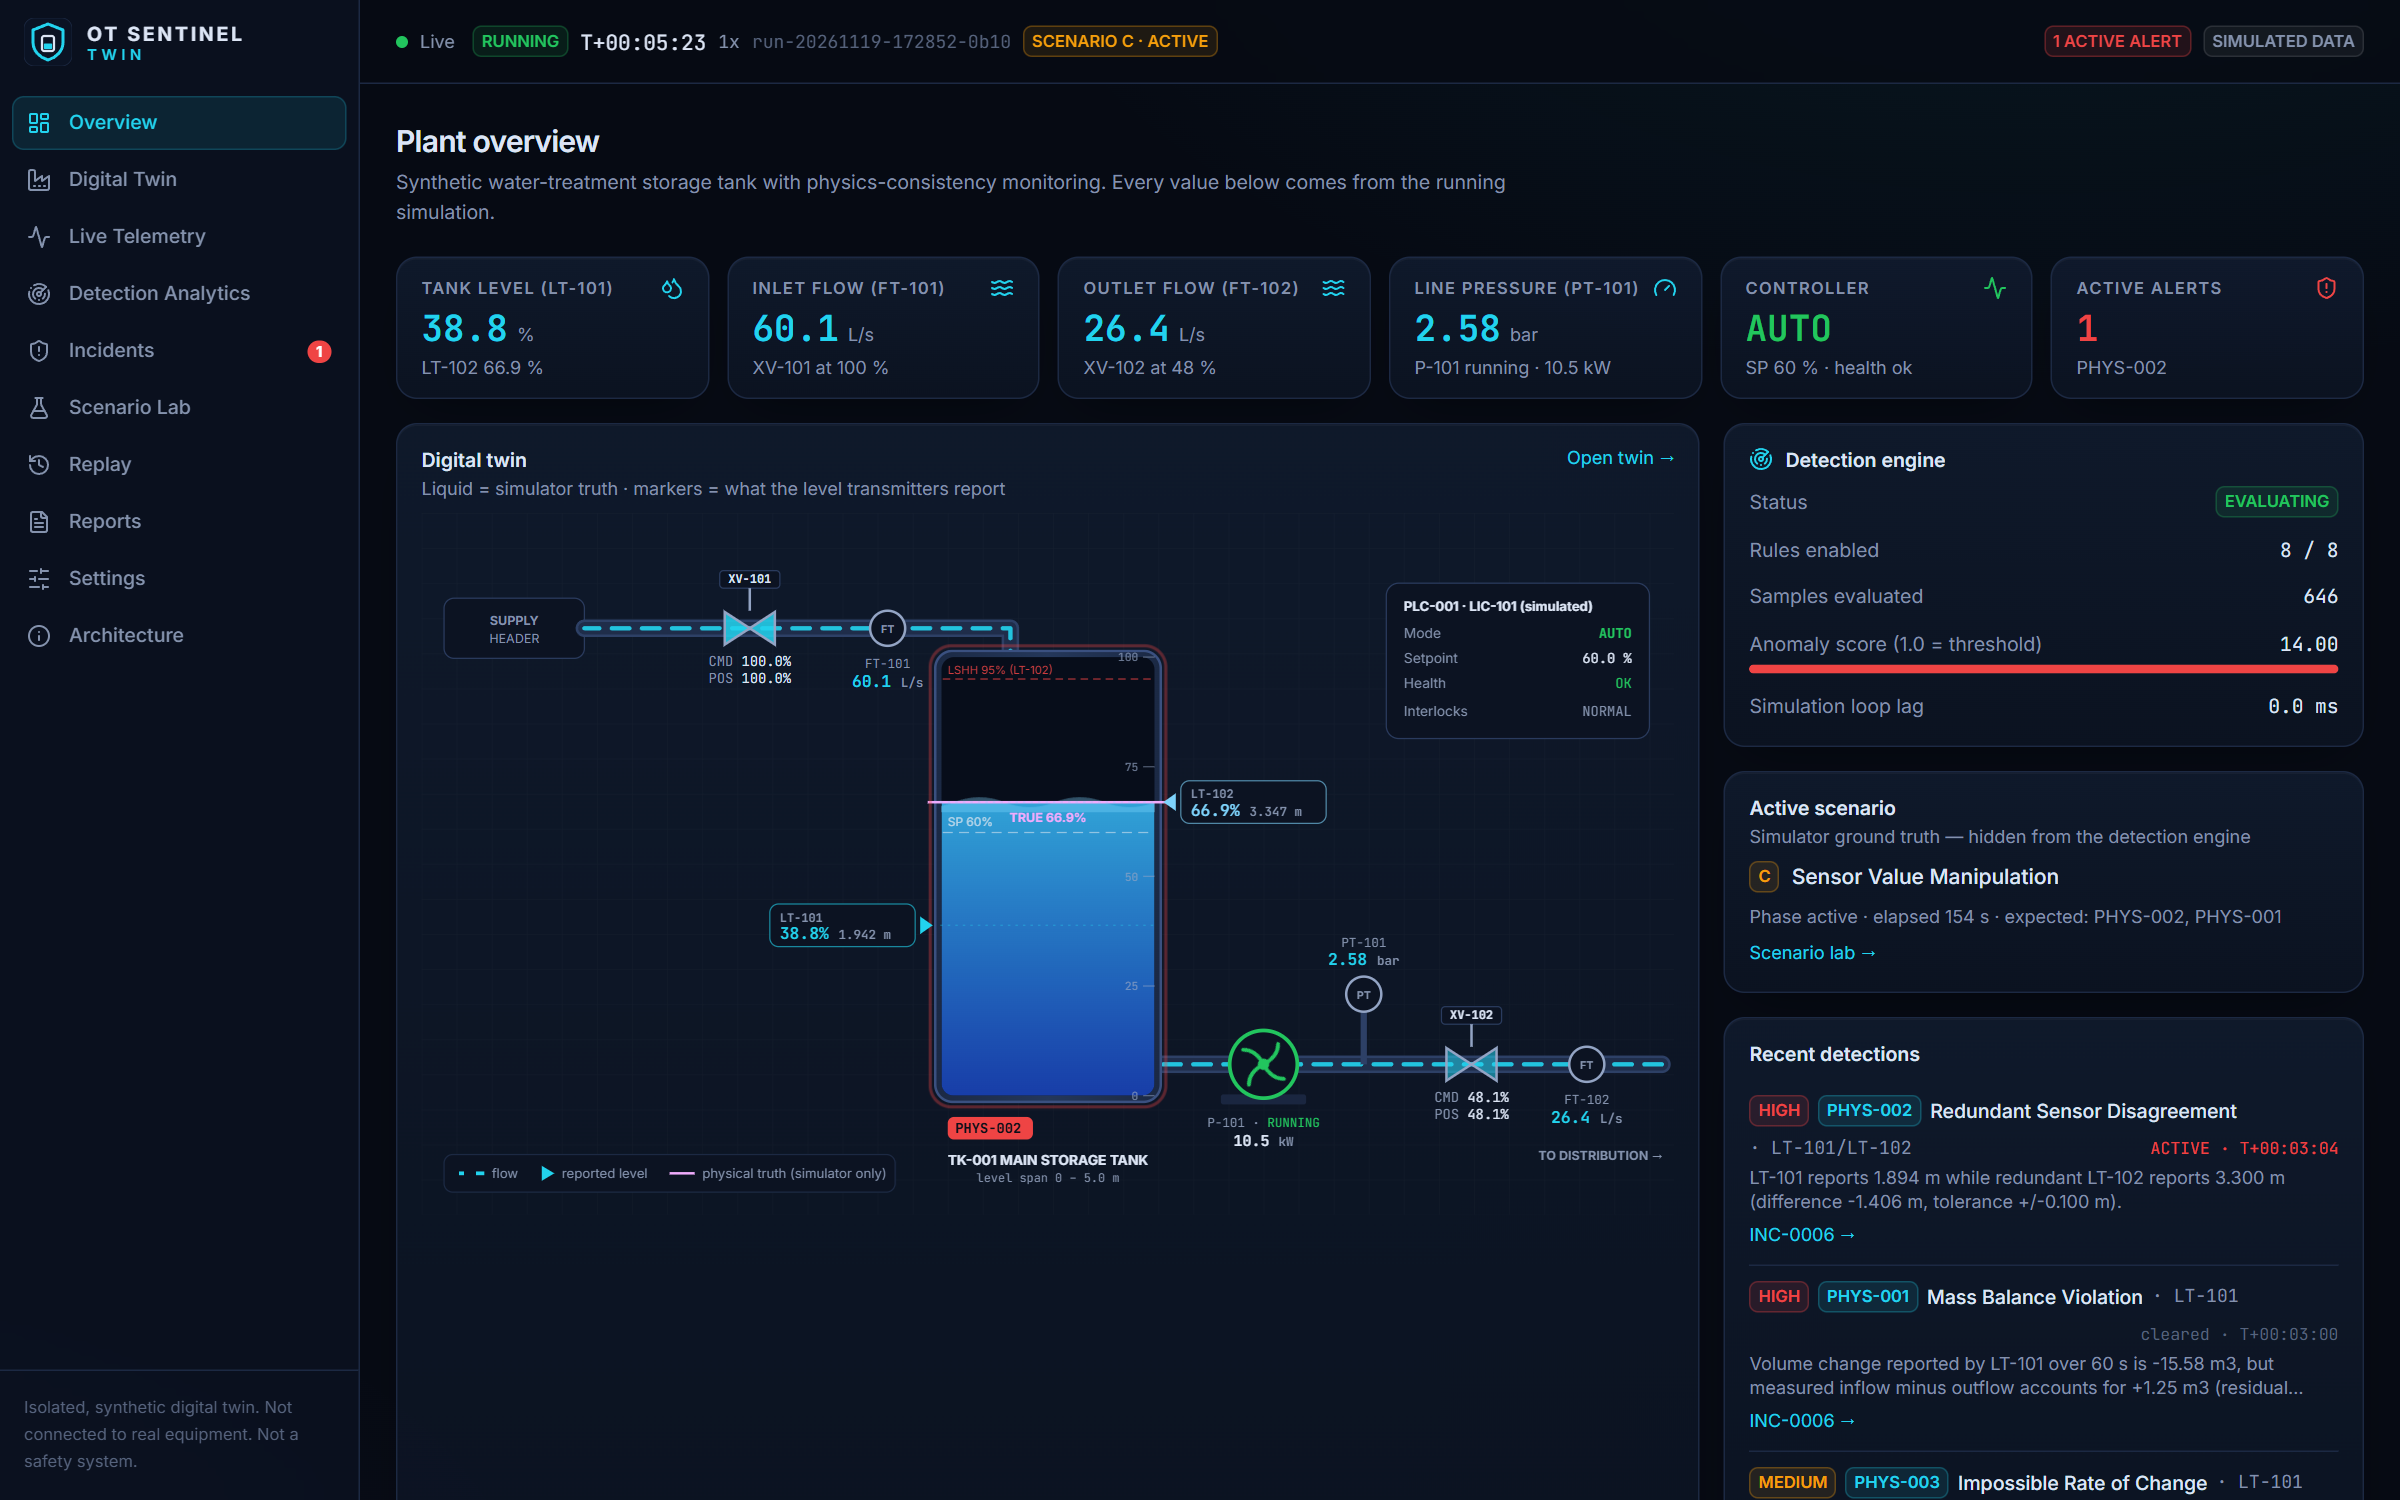 OT SENTINEL
TWIN
Overview
Digital Twin
Live Telemetry
Detection Analytics
Incidents
1
Scenario Lab
Replay
Reports
Settings
Architecture
Isolated, synthetic digital twin. Not
connected to real equipment. Not a
safety system.
Live RUNNING T+00:05:23 1x run-20261119-172852-0b10 SCENARIO C · ACTIVE
1 ACTIVE ALERT SIMULATED DATA
Plant overview
Synthetic water-treatment storage tank with physics-consistency monitoring. Every value below comes from the running
simulation.
TANK LEVEL (LT-101)
38.8 %
LT-102 66.9 %
INLET FLOW (FT-101)
60.1 L/s
XV-101 at 100 %
OUTLET FLOW (FT-102)
26.4 L/s
XV-102 at 48 %
LINE PRESSURE (PT-101)
2.58 bar
P-101 running · 10.5 kW
CONTROLLER
AUTO
SP 60 % · health ok
ACTIVE ALERTS
1
PHYS-002
Digital twin
Open twin →
Liquid = simulator truth · markers = what the level transmitters report
SUPPLY
HEADER
XV-101
CMD 100.0%
POS 100.0%
FT
FT-101
60.1 L/s
PLC-001 · LIC-101 (simulated)
Mode AUTO
Setpoint 60.0 %
Health OK
Interlocks NORMAL
LSHH 95% (LT-102)
100
75
50
25
0
SP 60%
TRUE 66.9%
LT-102
66.9% 3.347 m
LT-101
38.8% 1.942 m
PT-101
2.58 bar
PT
P-101 · RUNNING
10.5 kW
XV-102
CMD 48.1%
POS 48.1%
FT
FT-102
26.4 L/s
TO DISTRIBUTION →
PHYS-002
TK-001 MAIN STORAGE TANK
level span 0 – 5.0 m
flow
reported level
physical truth (simulator only)
Detection engine
Status EVALUATING
Rules enabled 8 / 8
Samples evaluated 646
Anomaly score (1.0 = threshold) 14.00
Simulation loop lag 0.0 ms
Active scenario
Simulator ground truth — hidden from the detection engine
C Sensor Value Manipulation
Phase active · elapsed 154 s · expected: PHYS-002, PHYS-001
Scenario lab →
Recent detections
HIGH PHYS-002 Redundant Sensor Disagreement
· LT-101/LT-102 ACTIVE · T+00:03:04
LT-101 reports 1.894 m while redundant LT-102 reports 3.300 m
(difference -1.406 m, tolerance +/-0.100 m).
INC-0006 →
HIGH PHYS-001 Mass Balance Violation · LT-101
cleared · T+00:03:00
Volume change reported by LT-101 over 60 s is -15.58 m3, but
measured inflow minus outflow accounts for +1.25 m3 (residual...
INC-0006 →
MEDIUM PHYS-003 Impossible Rate of Change · LT-101